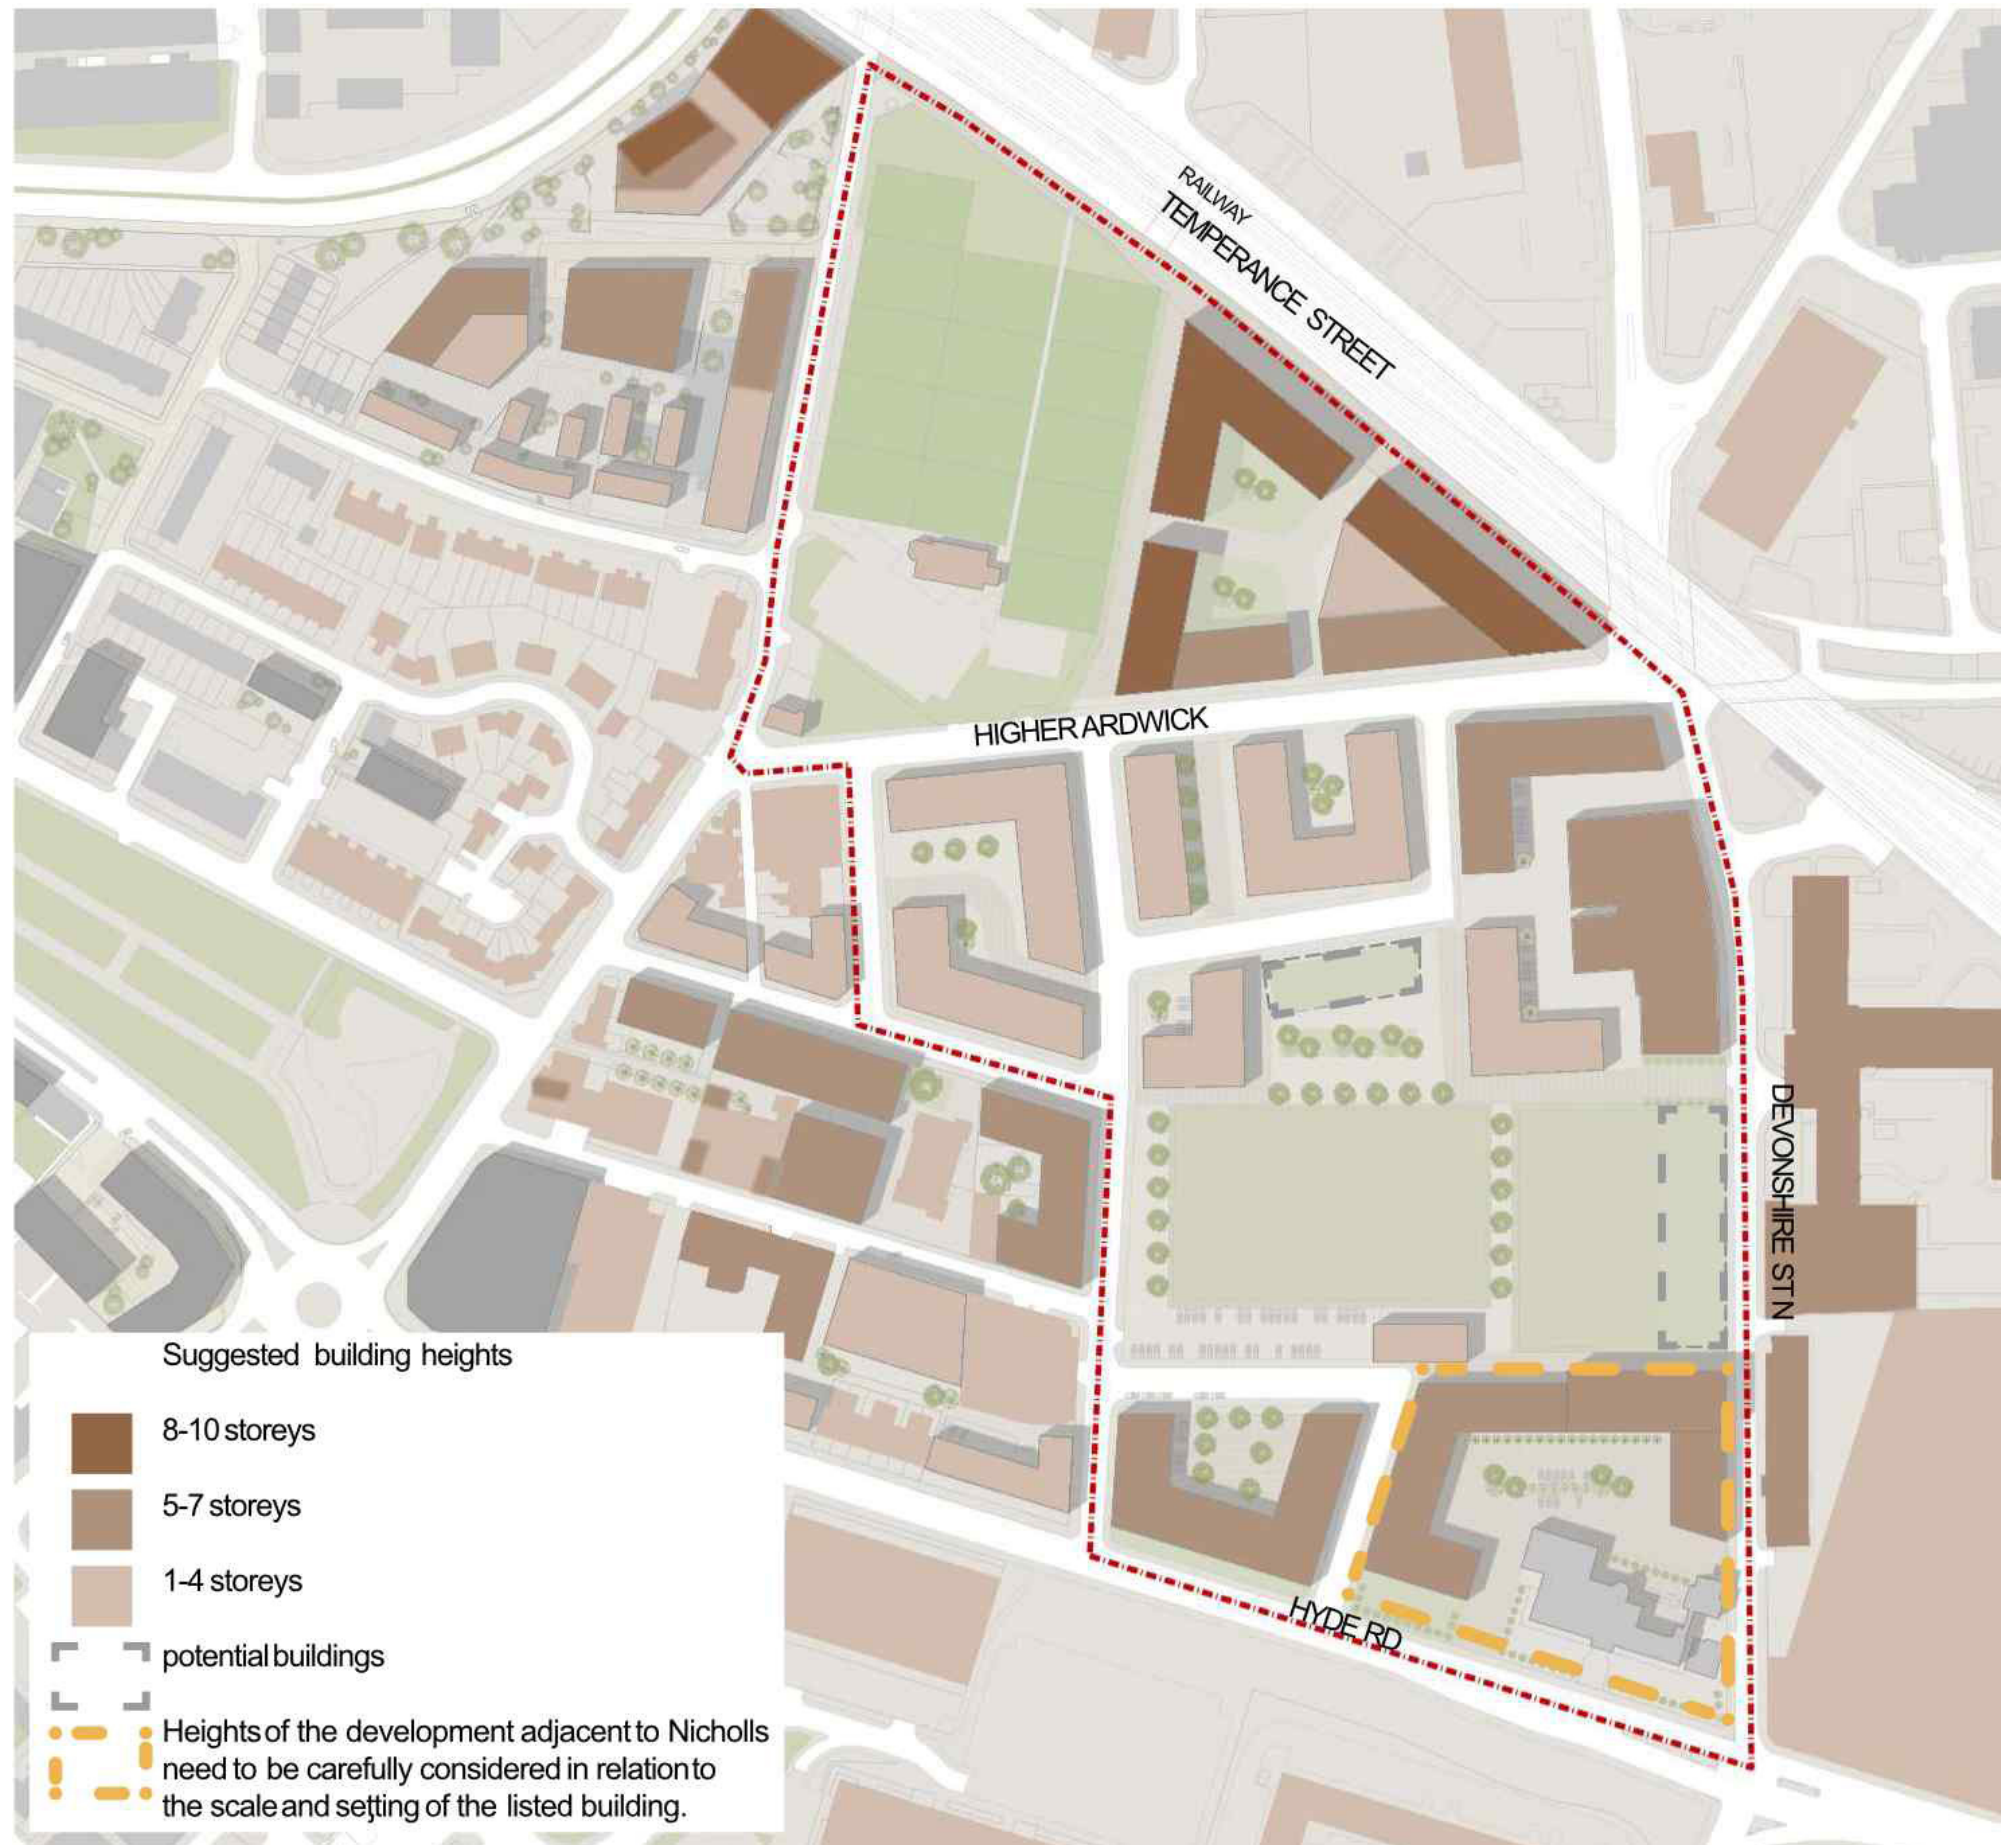 RAILWAY
TEMPERANCE STREET
HIGHER ARDWICK
DEVONSHIRE ST N
HYDE RD
Suggested building heights
8-10 storeys
5-7 storeys
1-4 storeys
potential buildings
Heights of the development adjacent to Nicholls
need to be carefully considered in relation to
the scale and setting of the listed building.